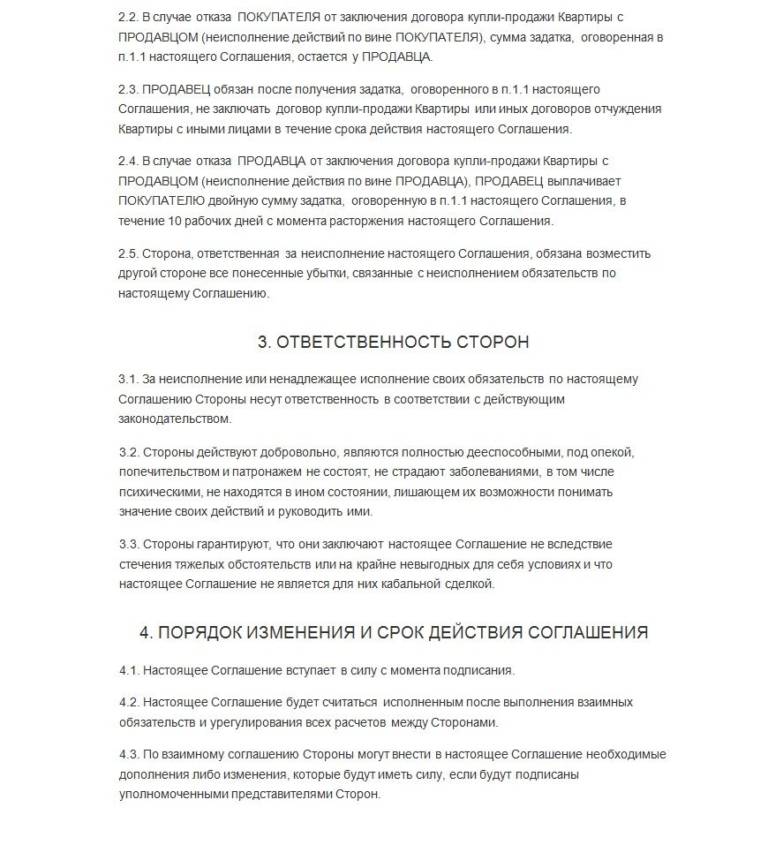 2.2. В случае отказа ПОКУПАТЕЛЯ от заключения договора купли-продажи Квартиры с
ПРОДАВЦОМ (неисполнение действий по вине ПОКУПАТЕЛЯ), сумма задатка, оговоренная в
п.1.1 настоящего Соглашения, остается у ПРОДАВЦА.
2.3. ПРОДАВЕЦ обязан после получения задатка, оговоренного в п.1.1 настоящего
Соглашения, не заключать договор купли-продажи Квартиры или иных договоров отчуждения
Квартиры с иными лицами в течение срока действия настоящего Соглашения.
2.4. В случае отказа ПРОДАВЦА от заключения договора купли-продажи Квартиры с
ПРОДАВЦОМ (неисполнение действия по вине ПРОДАВЦА), ПРОДАВЕЦ выплачивает
ПОКУПАТЕЛЮ двойную сумму задатка, оговоренную в п.1.1 настоящего Соглашения, в
течение 10 рабочих дней с момента расторжения настоящего Соглашения.
2.5. Сторона, ответственная за неисполнение настоящего Соглашения, обязана возместить
другой стороне все понесенные убытки, связанные с неисполнением обязательств по
настоящему Соглашению.
3. ОТВЕТСТВЕННОСТЬ СТОРОН
3.1. За неисполнение или ненадлежащее исполнение своих обязательств по настоящему
Соглашению Стороны несут ответственность в соответствии с действующим
законодательством.
3.2. Стороны действуют добровольно, являются полностью дееспособными, под опекой,
попечительством и патронажем не состоят, не страдают заболеваниями, в том числе
психическими, не находятся в ином состоянии, лишающем их возможности понимать
значение своих действий и руководить ими.
3.3. Стороны гарантируют, что они заключают настоящее Соглашение не вследствие
стечения тяжелых обстоятельств или на крайне невыгодных для себя условиях и что
настоящее Соглашение не является для них кабальной сделкой.
4. ПОРЯДОК ИЗМЕНЕНИЯ И СРОК ДЕЙСТВИЯ СОГЛАШЕНИЯ
4.1. Настоящее Соглашение вступает в силу с момента подписания.
4.2. Настоящее Соглашение будет считаться исполненным после выполнения взаимных
обязательств и урегулирования всех расчетов между Сторонами.
4.3. По взаимному соглашению Стороны могут внести в настоящее Соглашение необходимые
дополнения либо изменения, которые будут иметь силу, если будут подписаны
уполномоченными представителями Сторон.